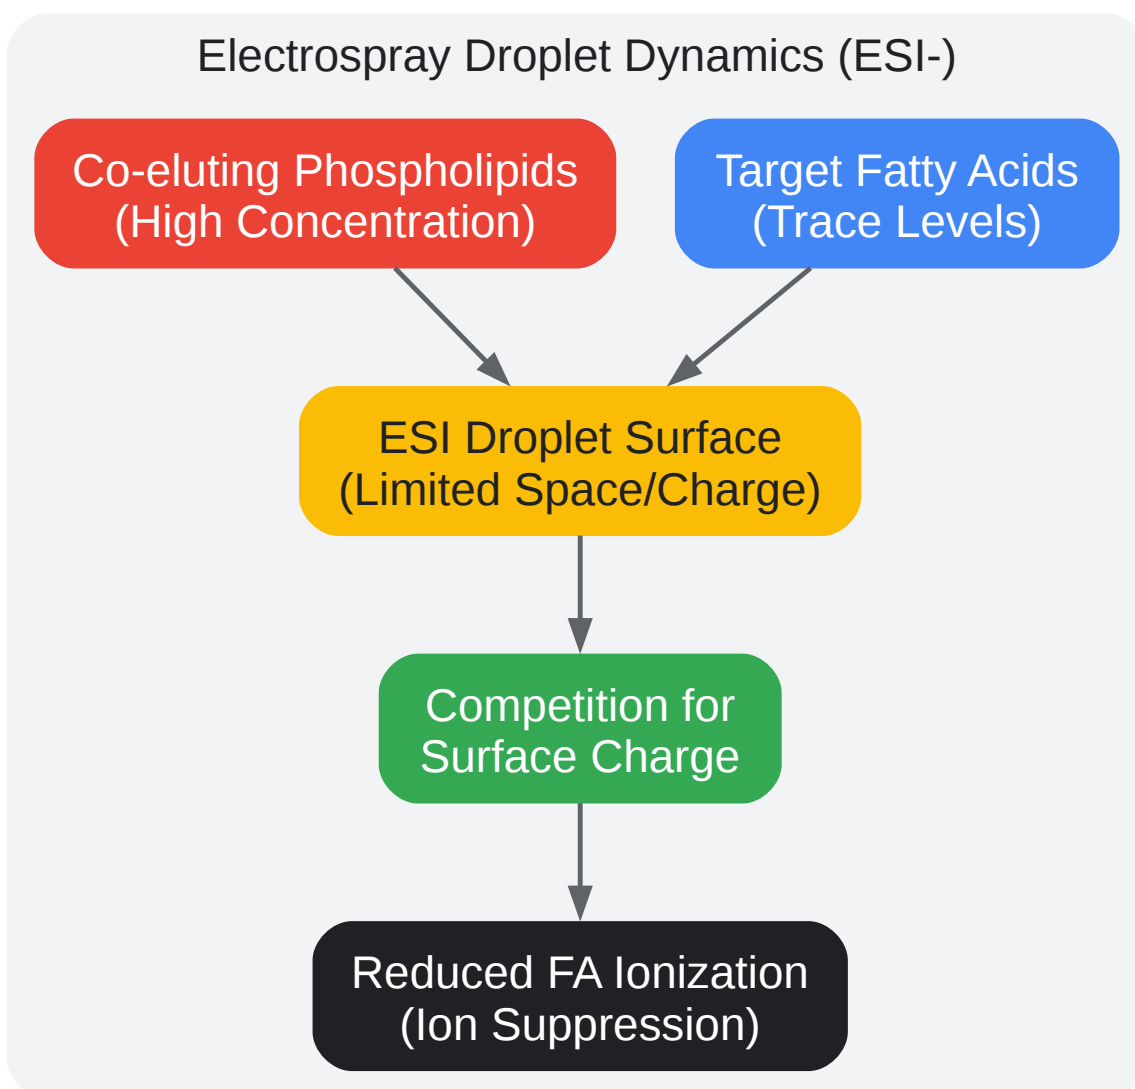 Electrospray Droplet Dynamics (ESI-)
Co-eluting Phospholipids
(High Concentration)
Target Fatty Acids
(Trace Levels)
ESI Droplet Surface
(Limited Space/Charge)
Competition for
Surface Charge
Reduced FA Ionization
(Ion Suppression)